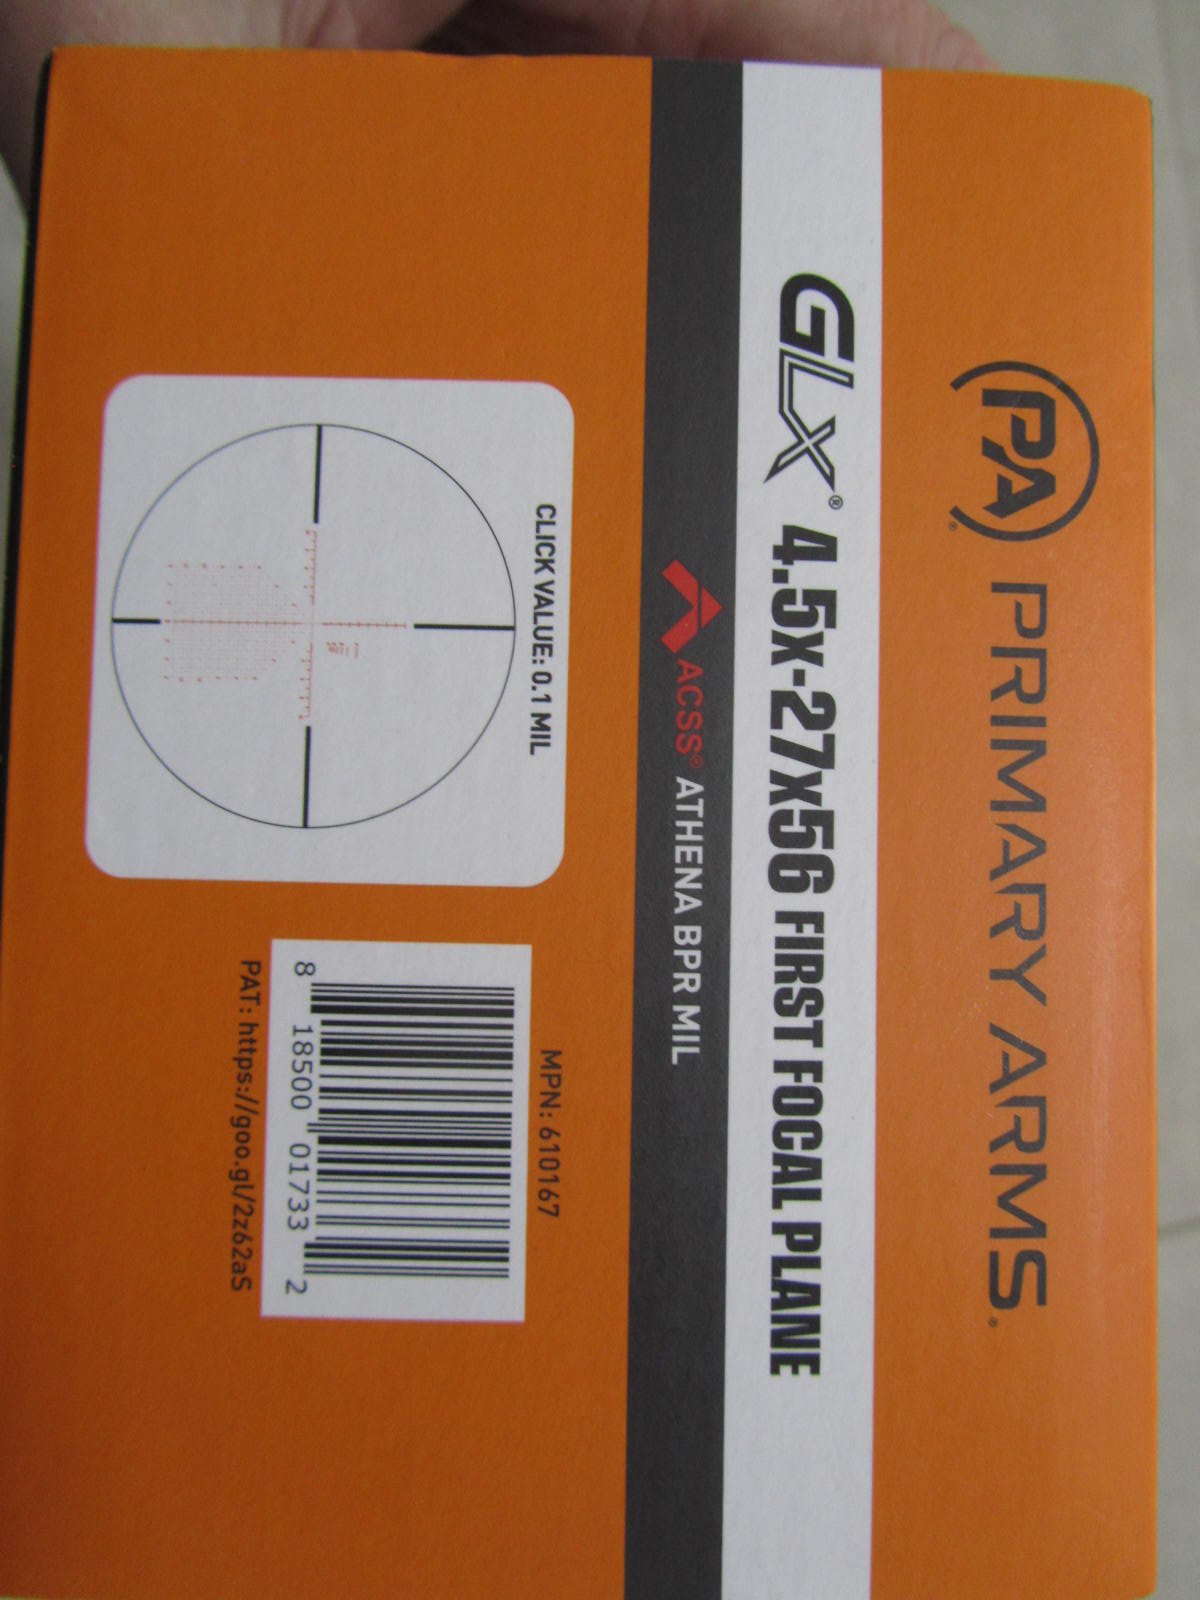 PA® PRIMARY ARMS®
GLX® 4.5x-27x56 FIRST FOCAL PLANE
ACSS® ATHENA BPR MIL
CLICK VALUE: 0.1 MIL
MPN: 610167
8 18500 01733 2
PAT: https://goo.gl/2z62aS